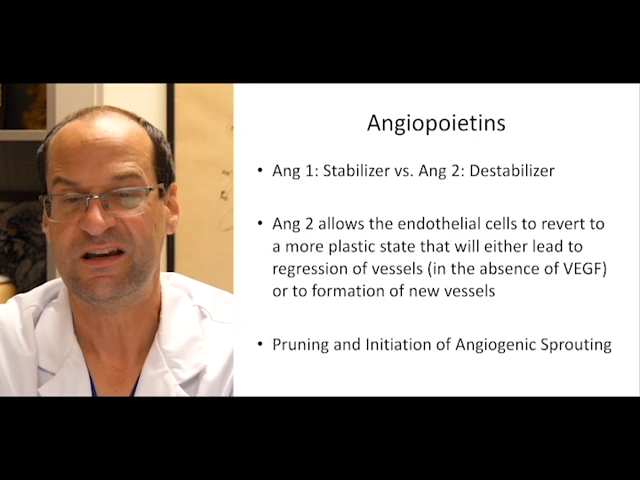 Angiopoietins
• Ang 1: Stabilizer vs. Ang 2: Destabilizer
• Ang 2 allows the endothelial cells to revert to
a more plastic state that will either lead to
regression of vessels (in the absence of VEGF)
or to formation of new vessels
• Pruning and Initiation of Angiogenic Sprouting